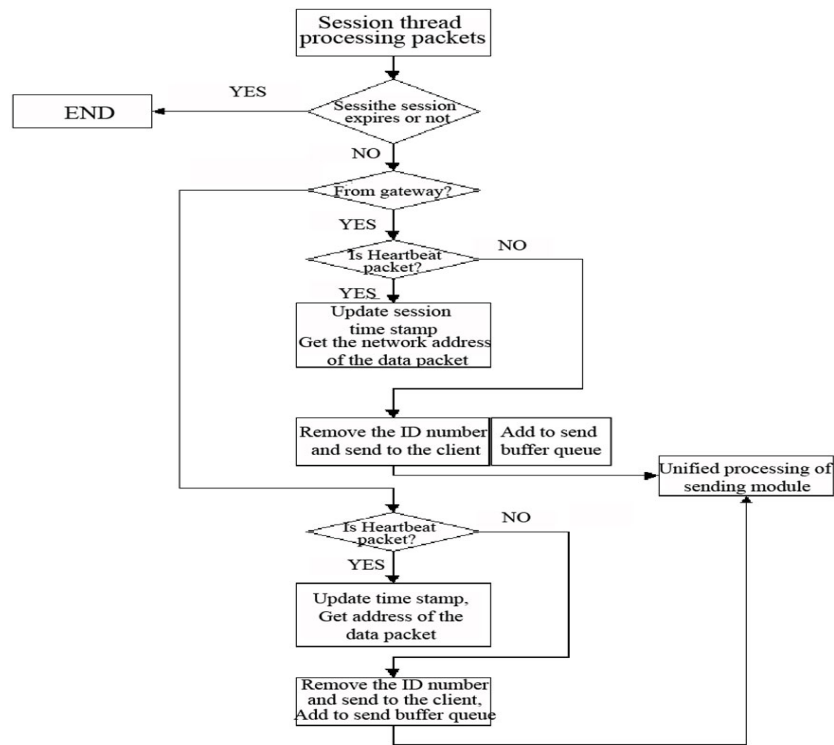 Session thread
processing packets
YES
END
Sessithe session
expires or not
NO
From gateway?
YES
NO
Is Heartbeat
packet?
YES
Update session
time stamp
Get the network address
of the data packet
Remove the ID number
and send to the client
Add to send
buffer queue
Unified processing of
sending module
Is Heartbeat
packet?
NO
YES
Update time stamp,
Get address of the
data packet
Remove the ID number
and send to the client,
Add to send buffer queue